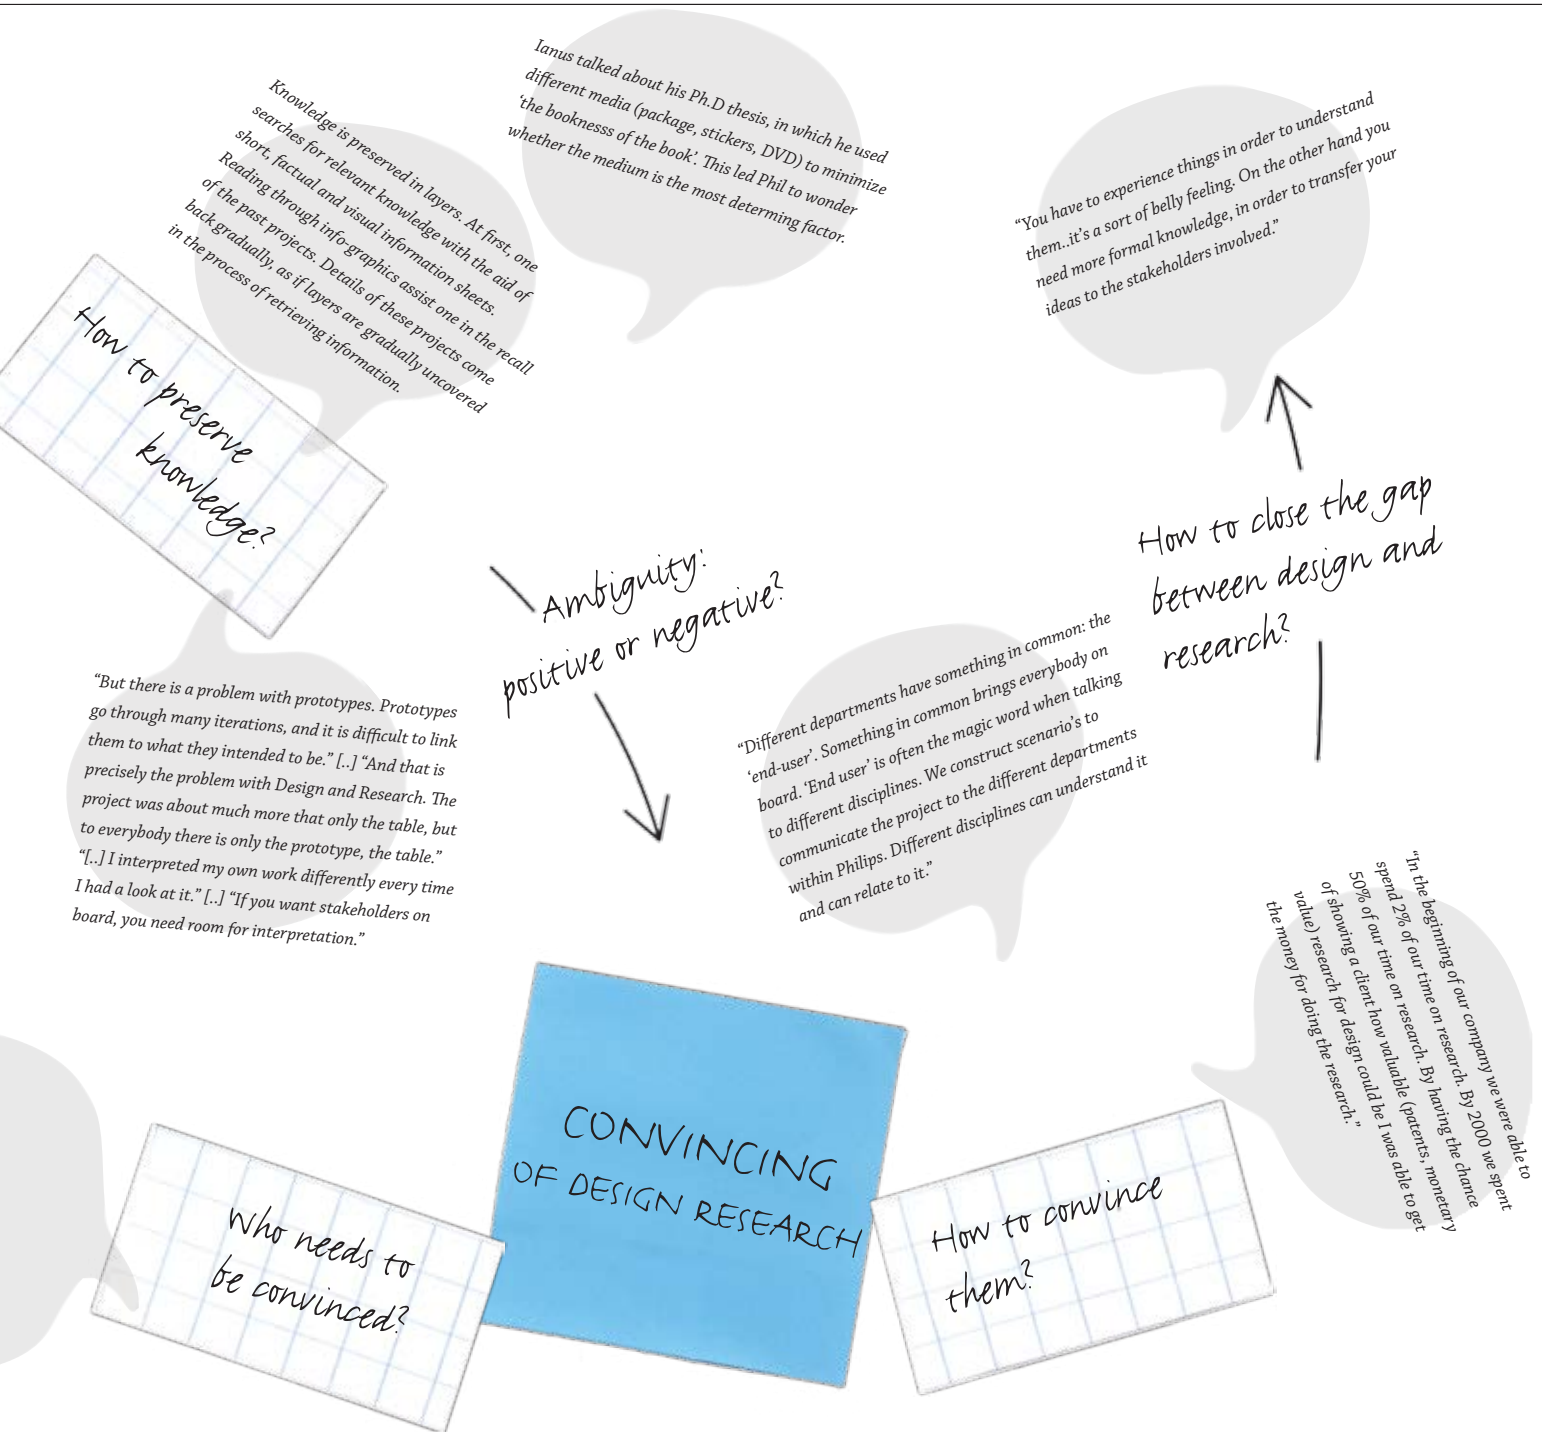 Ianus talked about his Ph.D thesis, in which he used
different media (package, stickers, DVD) to minimize
‘the booknesss of the book’. This led Phil to wonder
whether the medium is the most determing factor.
Knowledge is preserved in layers. At first, one
searches for relevant knowledge with the aid of
short, factual and visual information sheets.
Reading through info-graphics assist one in the recall
of the past projects. Details of these projects come
back gradually, as if layers are gradually uncovered
in the process of retrieving information.
“You have to experience things in order to understand
them..it’s a sort of belly feeling. On the other hand you
need more formal knowledge, in order to transfer your
ideas to the stakeholders involved.”
How to preserve
knowledge?
How to close the gap
between design and
research?
Ambiguity:
positive or negative?
“But there is a problem with prototypes. Prototypes
go through many iterations, and it is difficult to link
them to what they intended to be.” [..] “And that is
precisely the problem with Design and Research. The
project was about much more that only the table, but
to everybody there is only the prototype, the table.”
“[..] I interpreted my own work differently every time
I had a look at it.” [..] “If you want stakeholders on
board, you need room for interpretation.”
“Different departments have something in common: the
‘end-user’. Something in common brings everybody on
board. ‘End user’ is often the magic word when talking
to different disciplines. We construct scenario’s to
communicate the project to the different departments
within Philips. Different disciplines can understand it
and can relate to it.”
“In the beginning of our company we were able to
spend 2% of our time on research. By 2000 we spent
50% of our time on research. By having the chance
of showing a client how valuable (patents, monetary
value) research for design could be I was able to get
the money for doing the research.”
CONVINCING
OF DESIGN RESEARCH
Who needs to
be convinced?
How to convince
them?